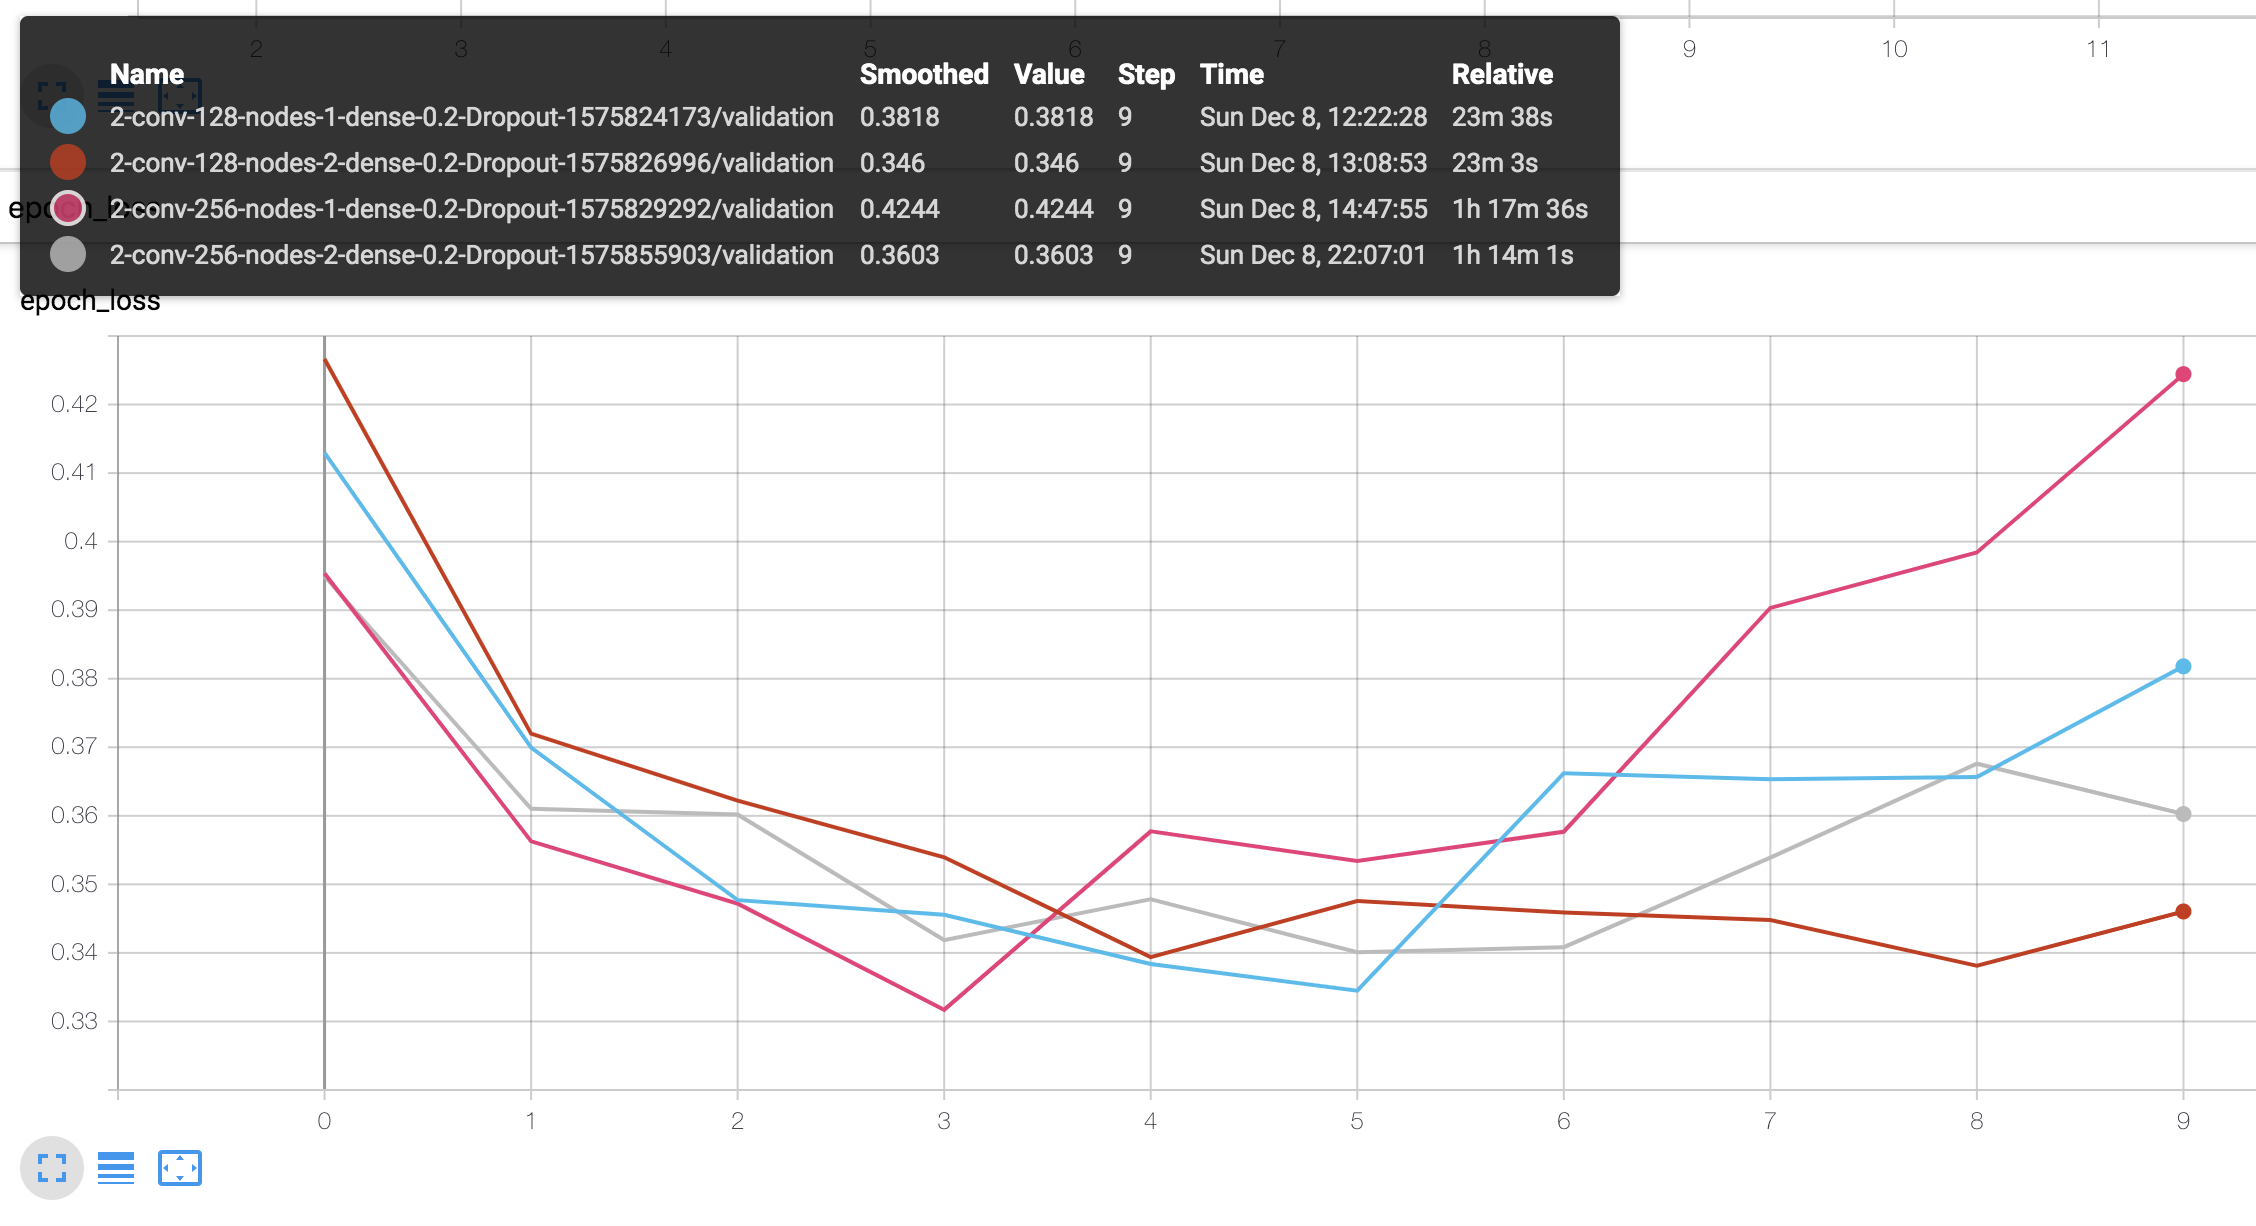 2 3 4 5 6 7 8 9 10 11
Name Smoothed Value Step Time Relative
2-conv-128-nodes-1-dense-0.2-Dropout-1575824173/validation 0.3818 0.3818 9 Sun Dec 8, 12:22:28 23m 38s
2-conv-128-nodes-2-dense-0.2-Dropout-1575826996/validation 0.346 0.346 9 Sun Dec 8, 13:08:53 23m 3s
epoch_loss
2-conv-256-nodes-1-dense-0.2-Dropout-1575829292/validation 0.4244 0.4244 9 Sun Dec 8, 14:47:55 1h 17m 36s
2-conv-256-nodes-2-dense-0.2-Dropout-1575855903/validation 0.3603 0.3603 9 Sun Dec 8, 22:07:01 1h 14m 1s
epoch_loss
0.42
0.41
0.4
0.39
0.38
0.37
0.36
0.35
0.34
0.33
0 1 2 3 4 5 6 7 8 9